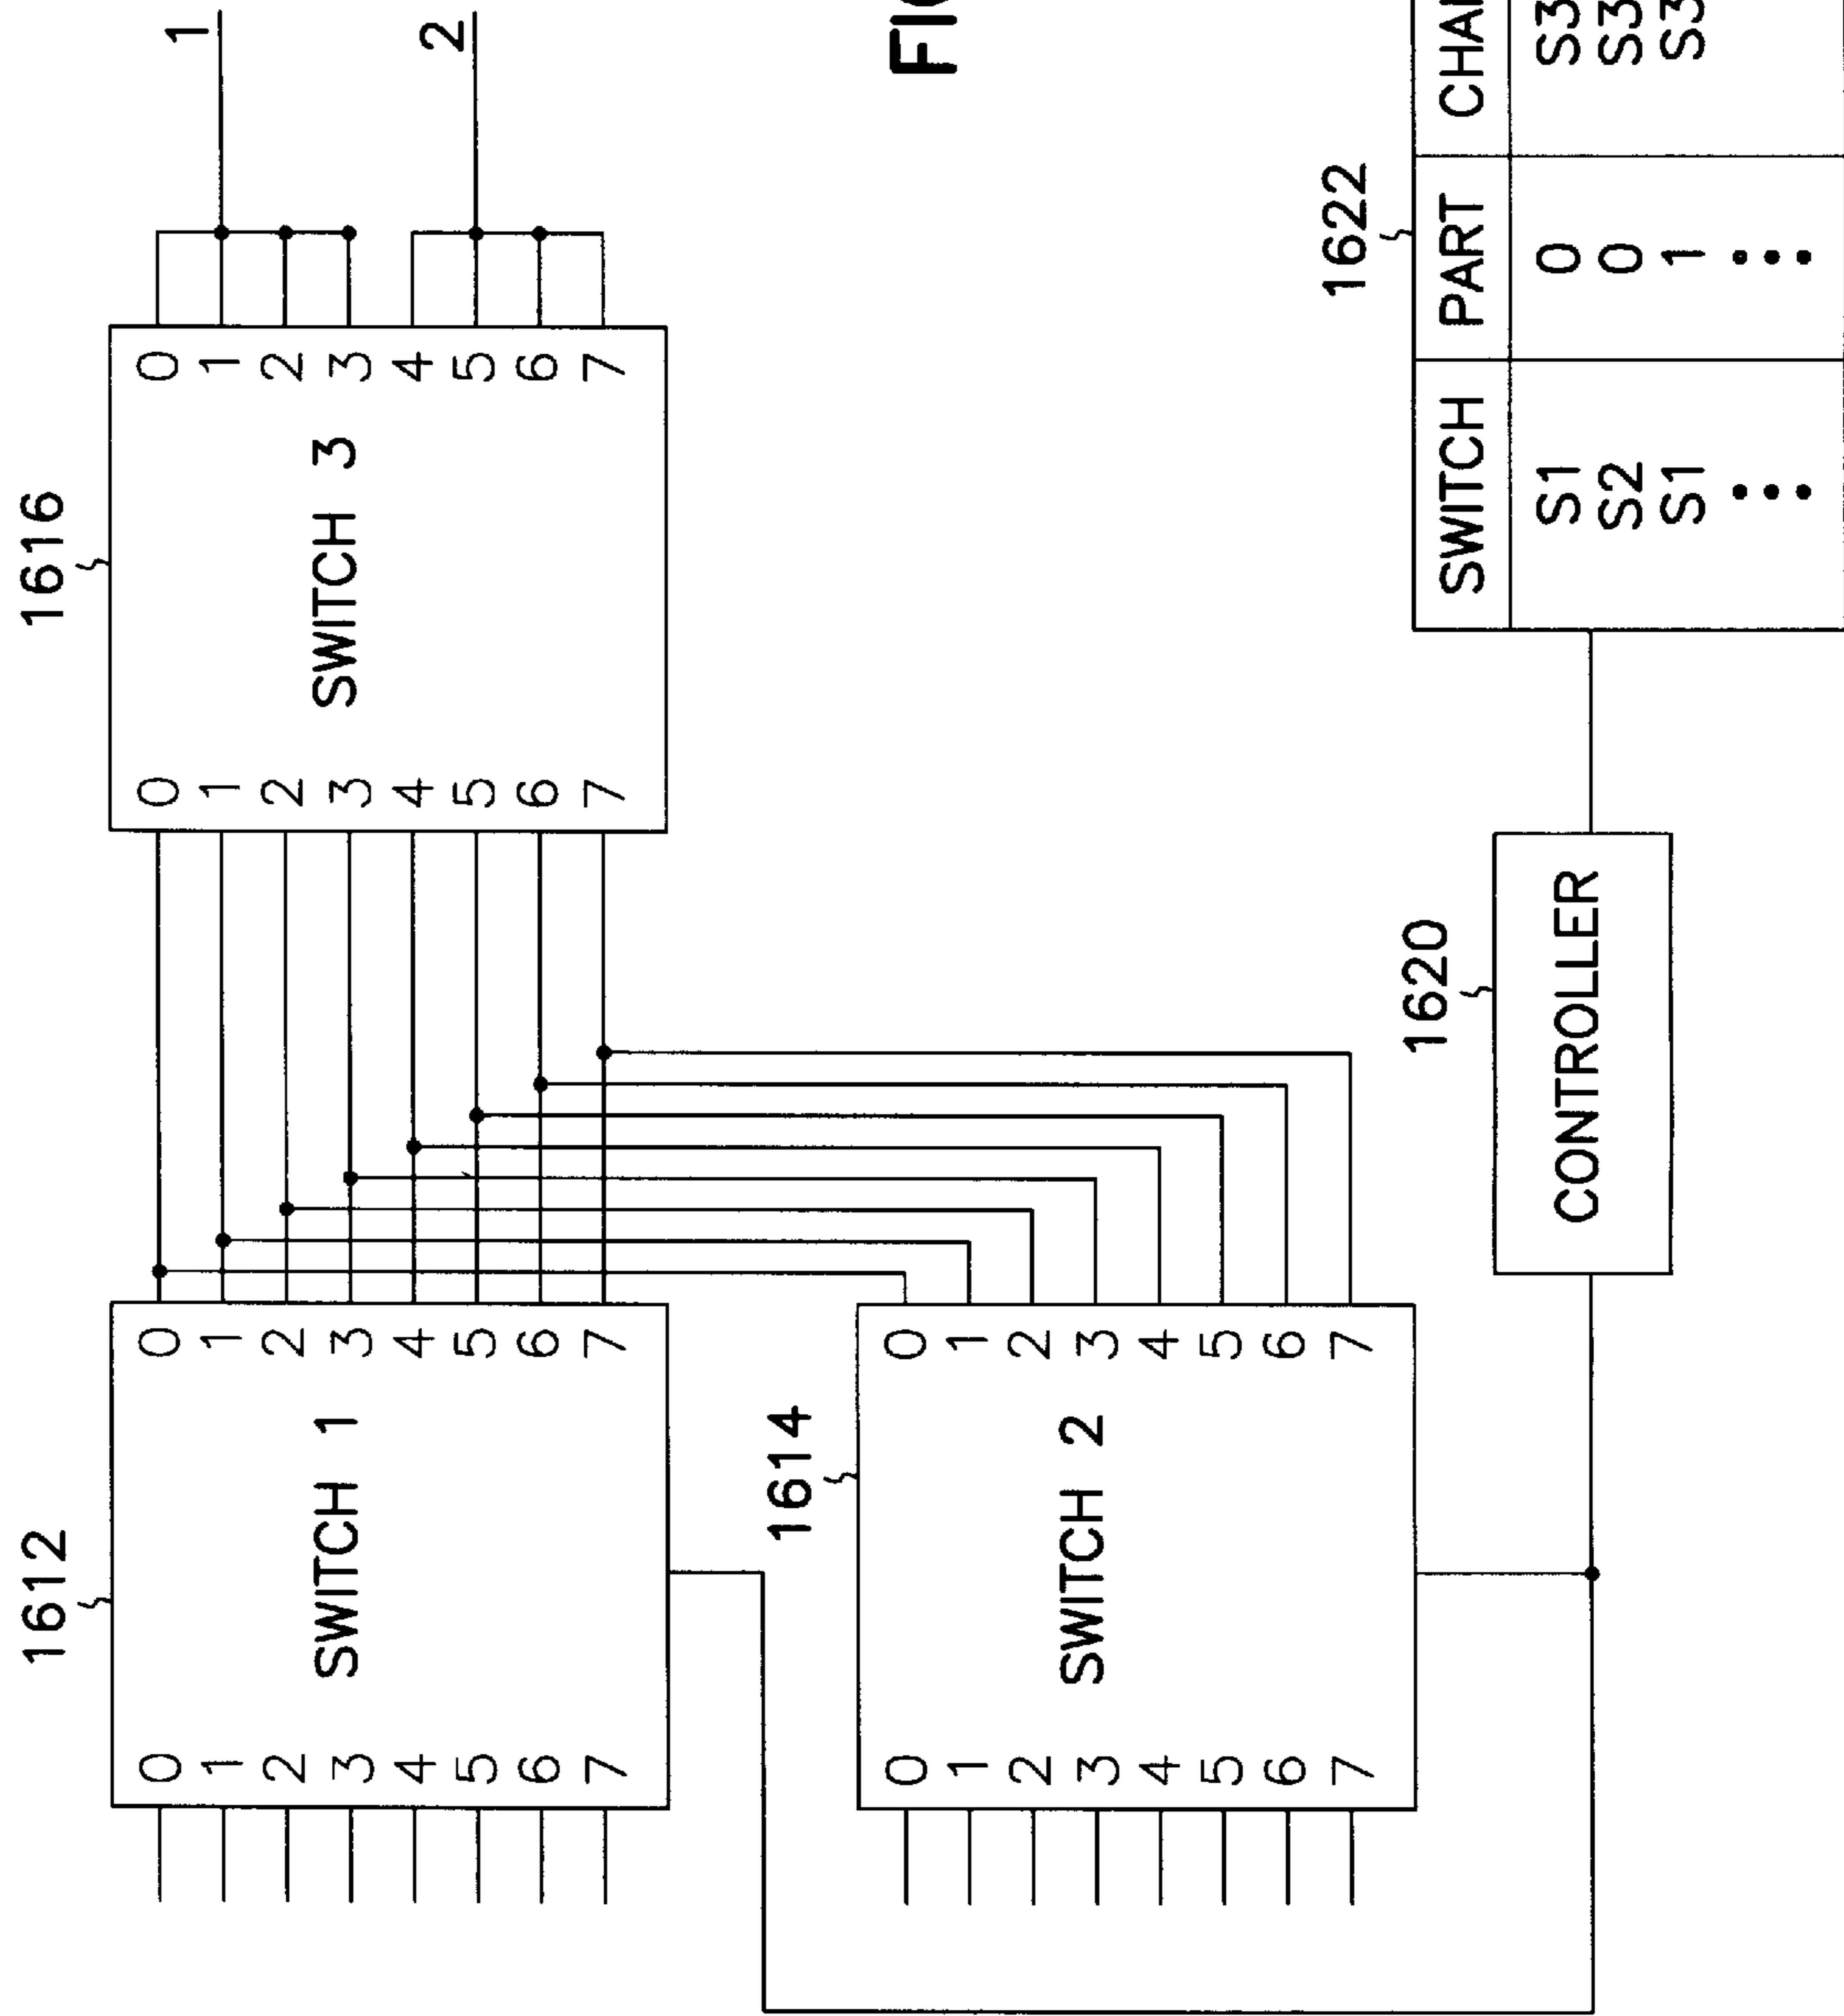 1612
0 1 2 3 4 5 6 7
SWITCH 1
0 1 2 3 4 5 6 7
1614
0 1 2 3 4 5 6 7
SWITCH 2
0 1 2 3 4 5 6 7
1616
0 1 2 3 4 5 6 7
SWITCH 3
0 1 2 3 4 5 6 7
1
2
1620
CONTROLLER
1622
SWITCH PART
S1 0 S3
S2 0 S3
S1 1 S3